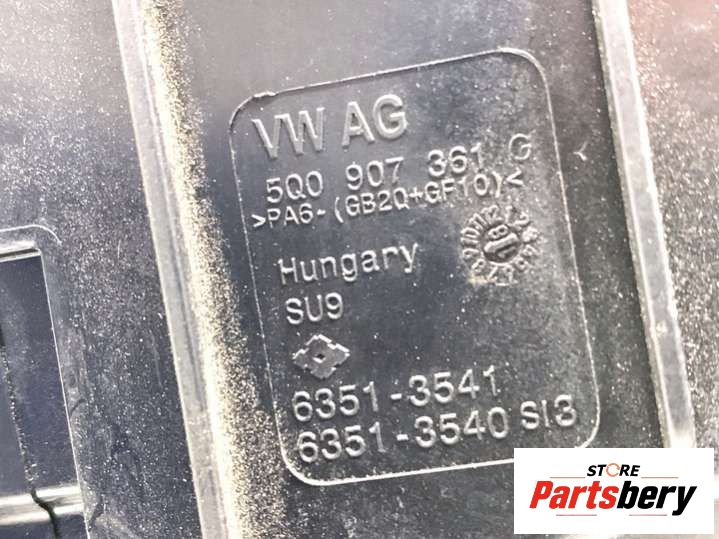 VW AG
5Q0 907 361 G
>PA6-(GB20+GF10)<
Hungary
SU9
6351-3541
6351-3540 SI3
STORE
Partsbery